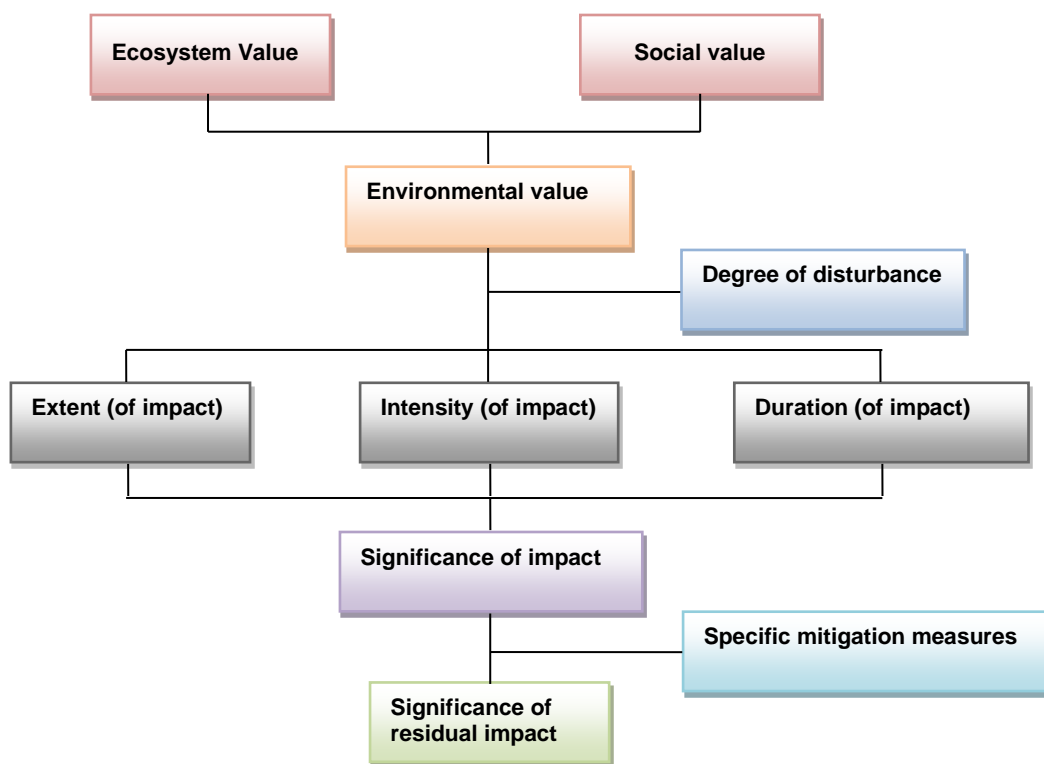 Ecosystem Value
Social value
Environmental value
Degree of disturbance
Extent (of impact)
Intensity (of impact)
Duration (of impact)
Significance of impact
Specific mitigation measures
Significance of
residual impact